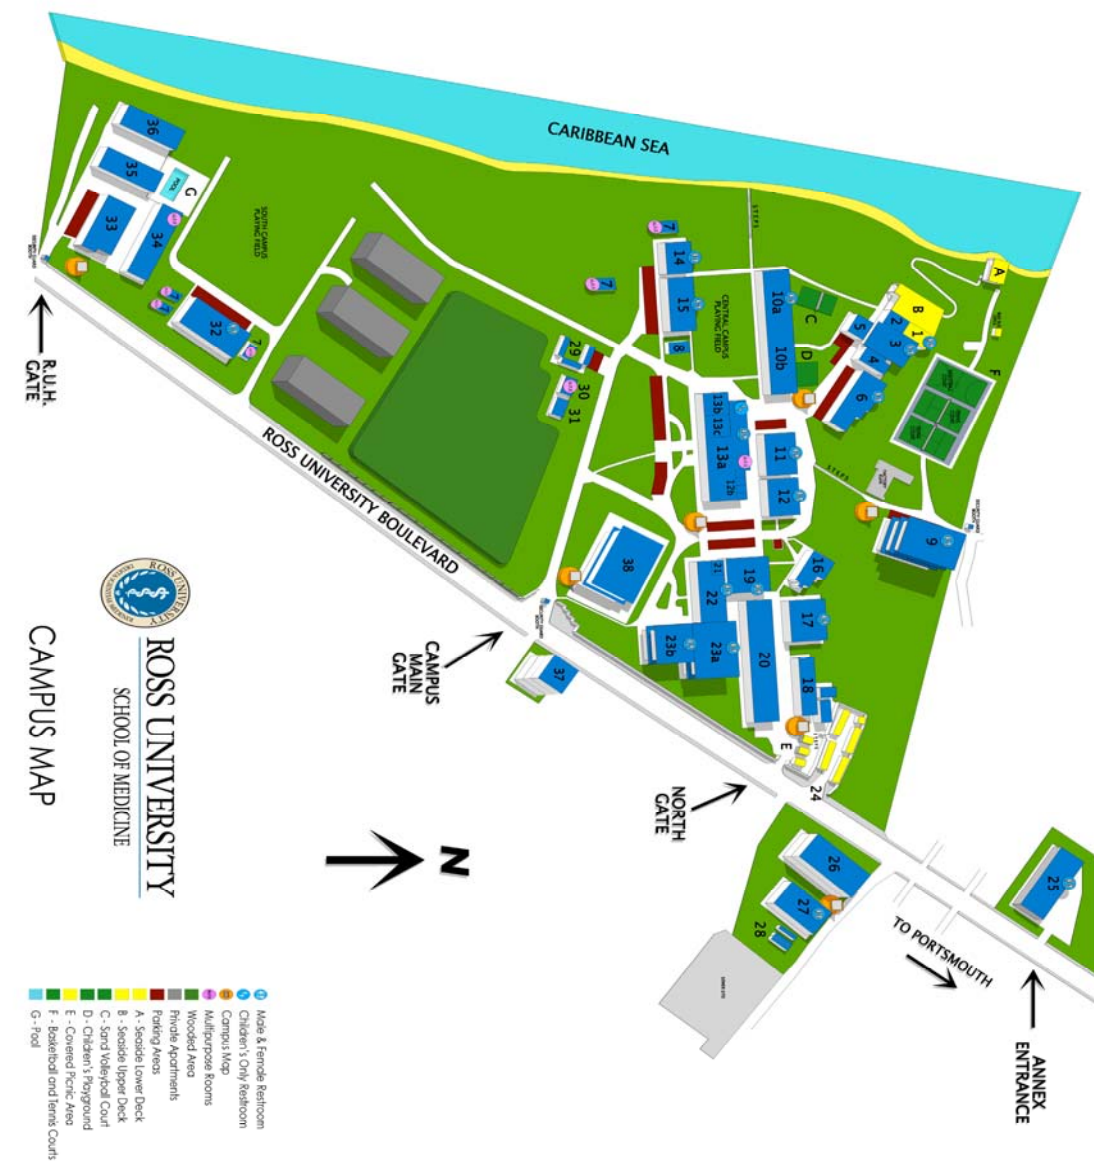 CARIBBEAN SEA
36
35
POOL
G
33
34
SOUTH CAMPUS
PLAYING FIELD
7
32
7
14
15
8
7
CENTRAL CAMPUS
PLAYING FIELD
STEPS
10a
10b
C
D
A
B
1
2
3
4
5
6
F
29
30
31
13b
13c
13a
12b
11
12
STEPS
9
38
16
21
19
22
17
23b
23a
20
18
E
24
37
26
27
28
25
R.U.H.
GATE
ROSS UNIVERSITY BOULEVARD
CAMPUS
MAIN
GATE
NORTH
GATE
TO PORTSMOUTH
ANNEX
ENTRANCE
N
ROSS UNIVERSITY
ROSS UNIVERSITY
SCHOOL OF MEDICINE
CAMPUS MAP
Male & Female Restroom
Children's Only Restroom
Campus Map
Multipurpose Rooms
Wooded Area
Private Apartments
Parking Areas
A - Seaside Lower Deck
B - Seaside Upper Deck
C - Sand Volleyball Court
D - Children's Playground
E - Covered Picnic Area
F - Basketball and Tennis Courts
G - Pool